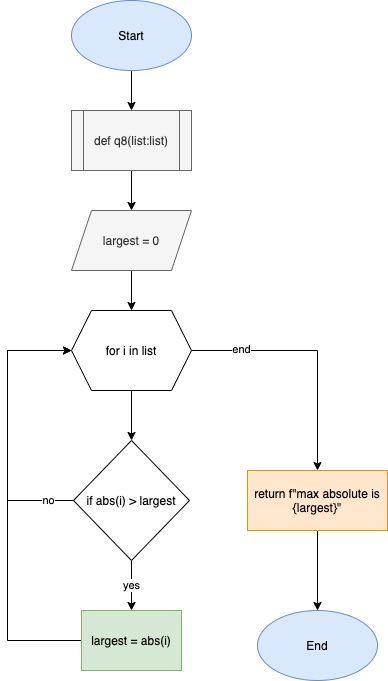 Start
def q8(list:list)
largest = 0
for i in list
end
if abs(i) > largest
no
return f"max absolute is
{largest}"
yes
largest = abs(i)
End